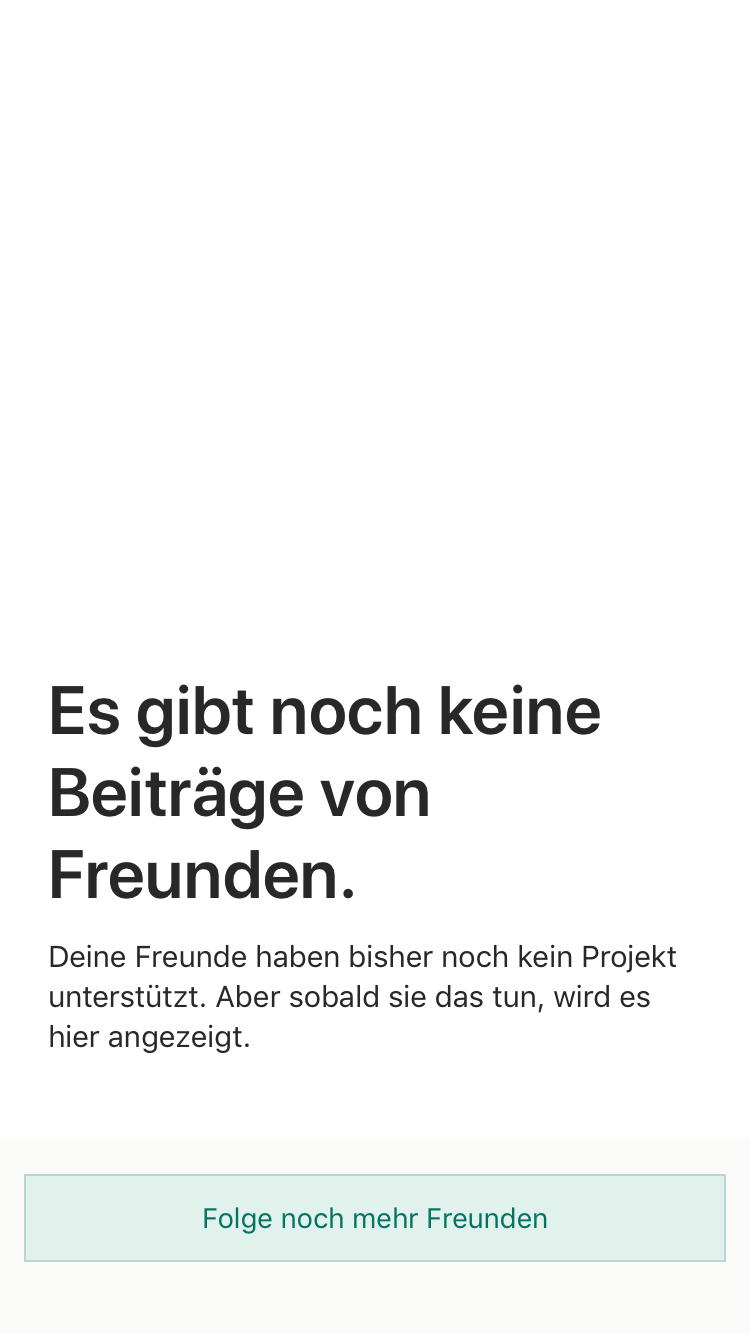 Es gibt noch keine
Beiträge von
Freunden.
Deine Freunde haben bisher noch kein Projekt
unterstützt. Aber sobald sie das tun, wird es
hier angezeigt.
Folge noch mehr Freunden